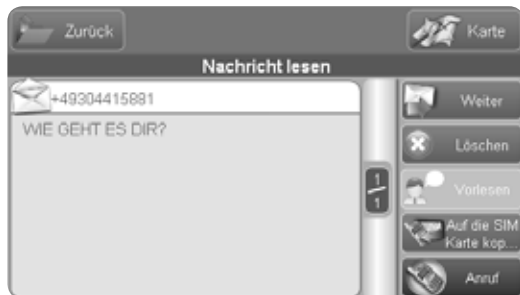 Zurück
Karte
Nachricht lesen
+49304415881
WIE GEHT ES DIR?
1
1
Weiter
Löschen
Vorlesen
Auf die SIM
Karte kop...
Anruf